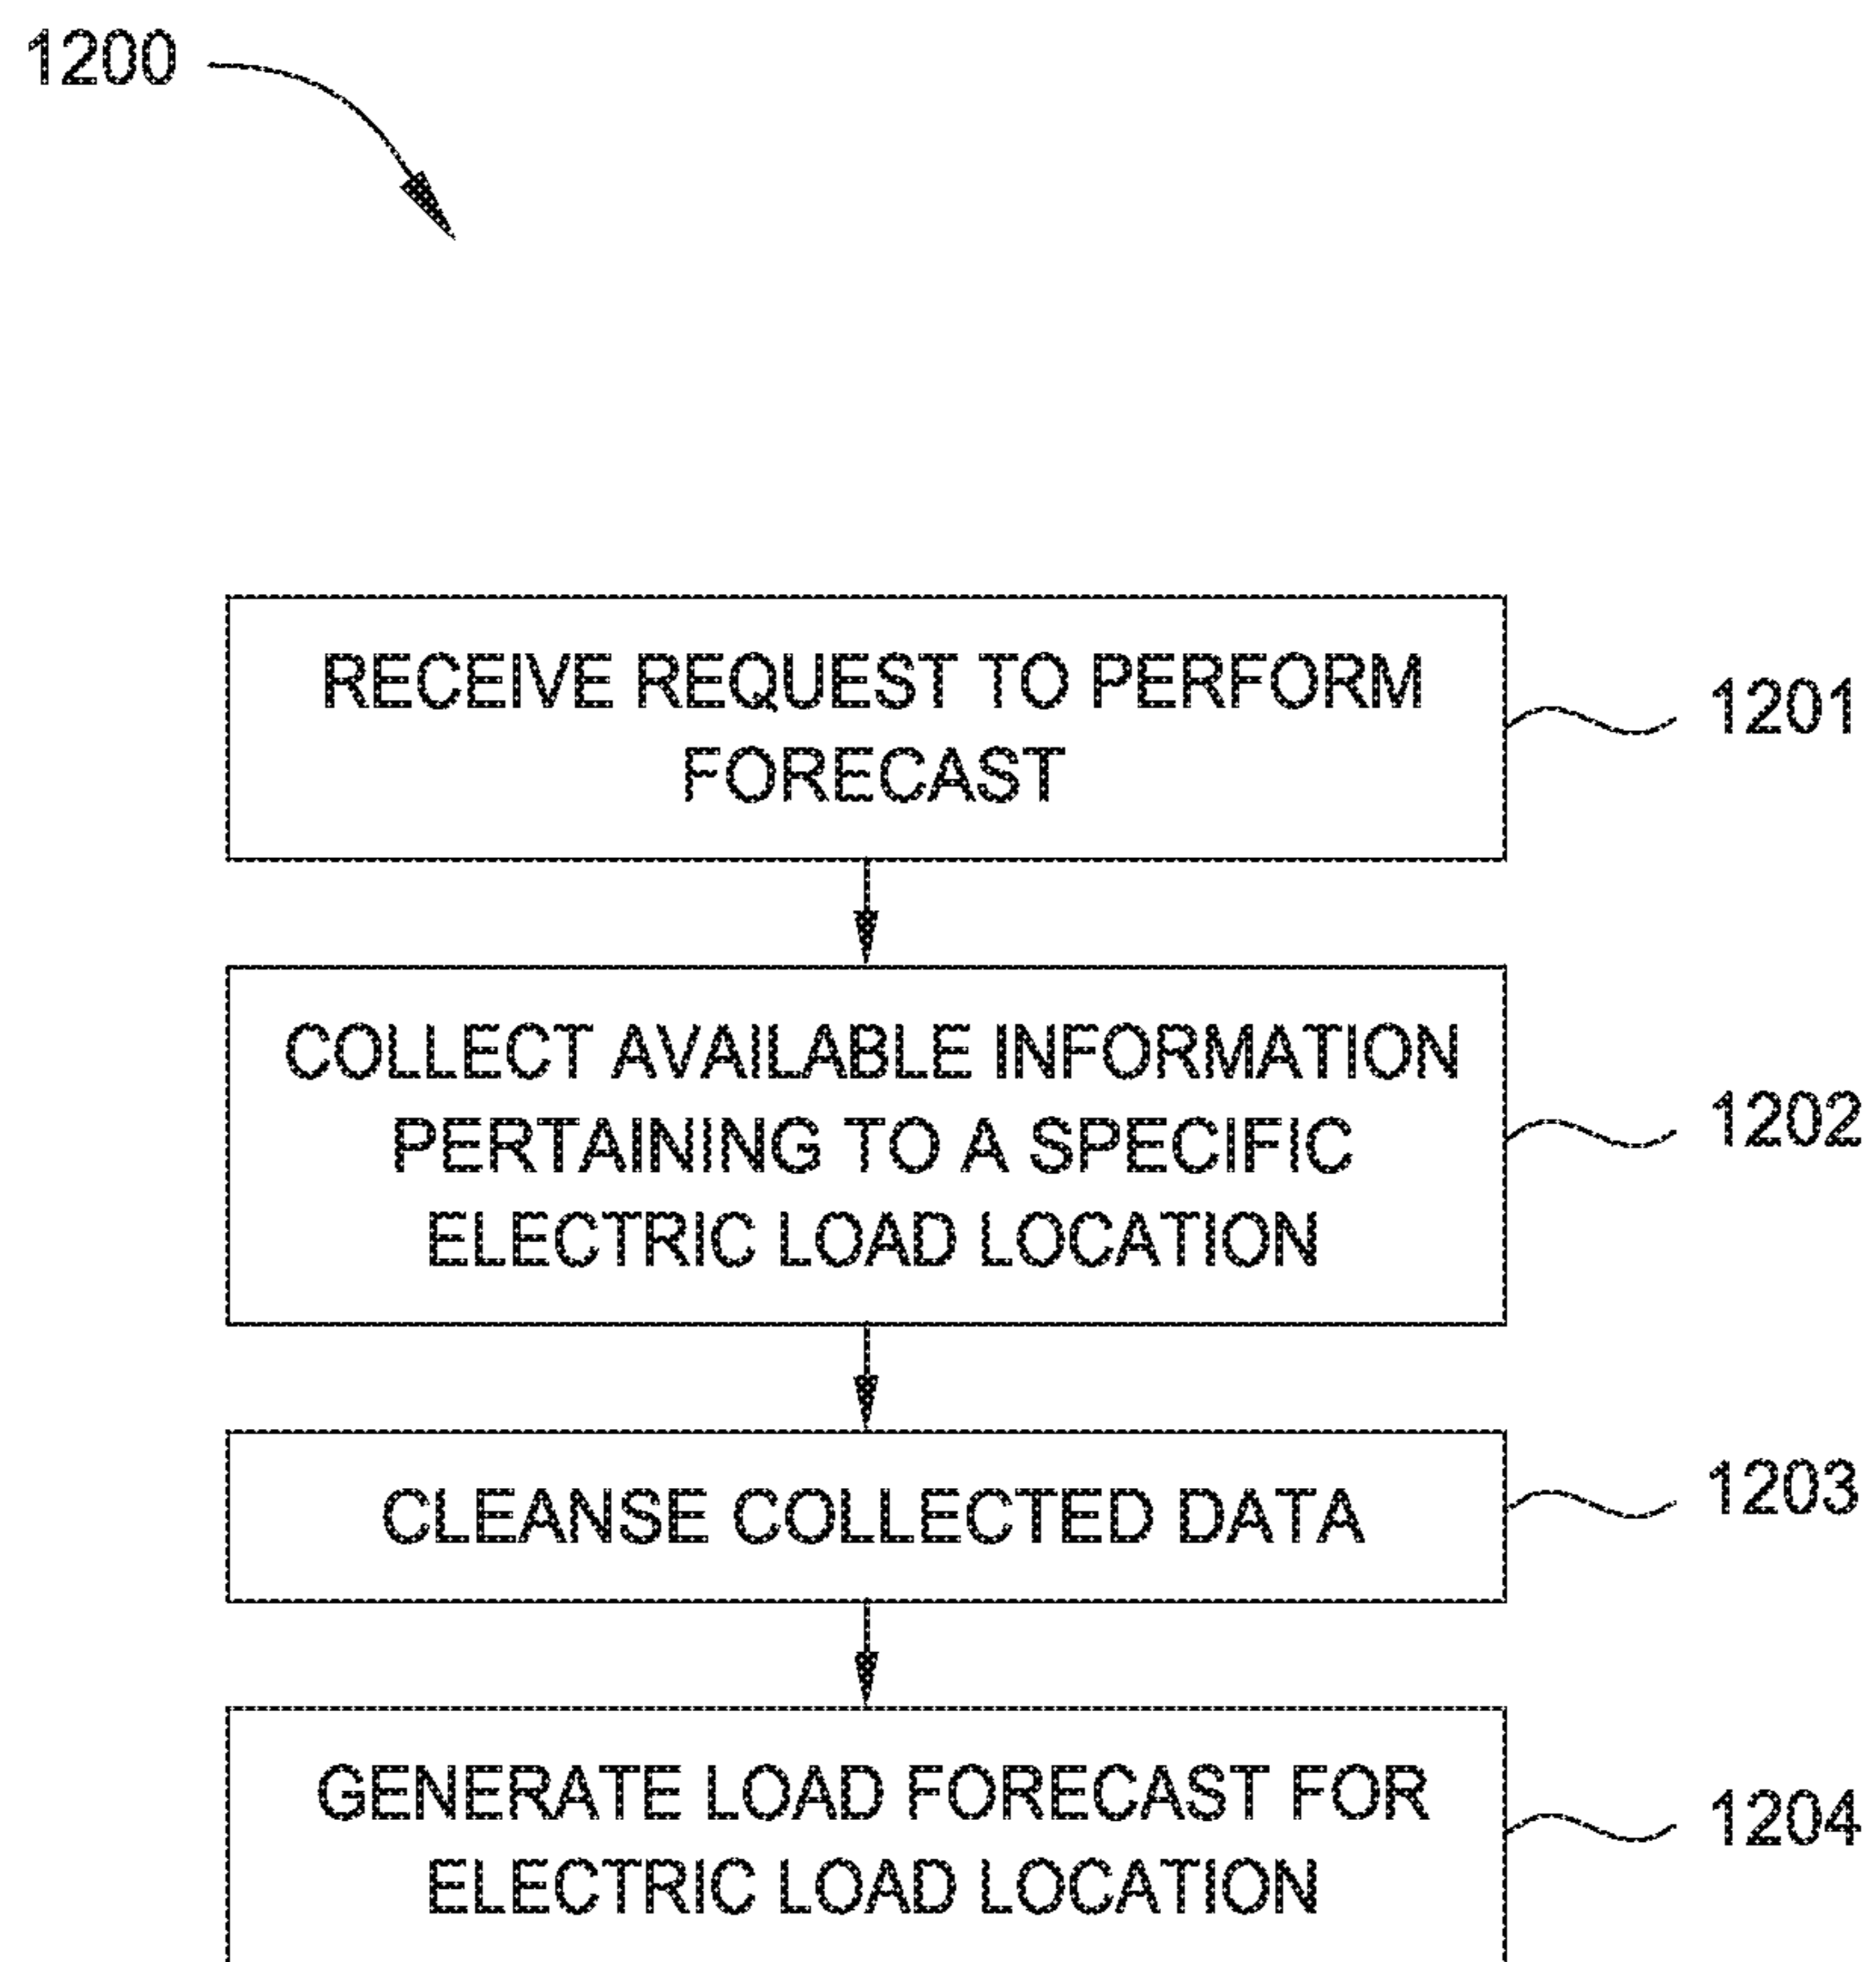 1200
RECEIVE REQUEST TO PERFORM
FORECAST
1201
COLLECT AVAILABLE INFORMATION
PERTAINING TO A SPECIFIC
ELECTRIC LOAD LOCATION
1202
CLEANSE COLLECTED DATA
1203
GENERATE LOAD FORECAST FOR
ELECTRIC LOAD LOCATION
1204